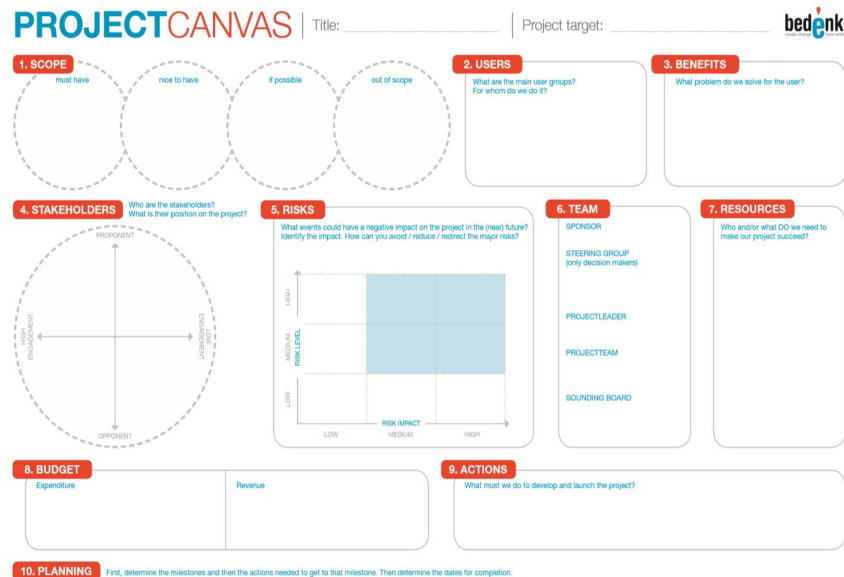 PROJECTCANVAS
Title:
Project target:
bedenk
1. SCOPE
must have
nice to have
if possible
out of scope
2. USERS
What are the main user groups?
For whom do we do it?
3. BENEFITS
What problem do we solve for the user?
4. STAKEHOLDERS
Who are the stakeholders?
What is their position on the project?
PROPONENT
HIGH
ENGAGEMENT
LOW
ENGAGEMENT
OPPONENT
5. RISKS
What events could have a negative impact on the project in the (near) future?
Identify the impact. How can you avoid / reduce / redirect the major risks?
HIGH
MEDIUM
LOW
RISK LEVEL
RISK IMPACT
LOW
MEDIUM
HIGH
6. TEAM
SPONSOR
STEERING GROUP
(only decision makers)
PROJECTLEADER
PROJECTTEAM
SOUNDING BOARD
7. RESOURCES
Who and/or what DO we need to
make our project succeed?
8. BUDGET
Expenditure
Revenue
9. ACTIONS
What must we do to develop and launch the project?
10. PLANNING
First, determine the milestones and then the actions needed to get to that milestone. Then determine the dates for completion.